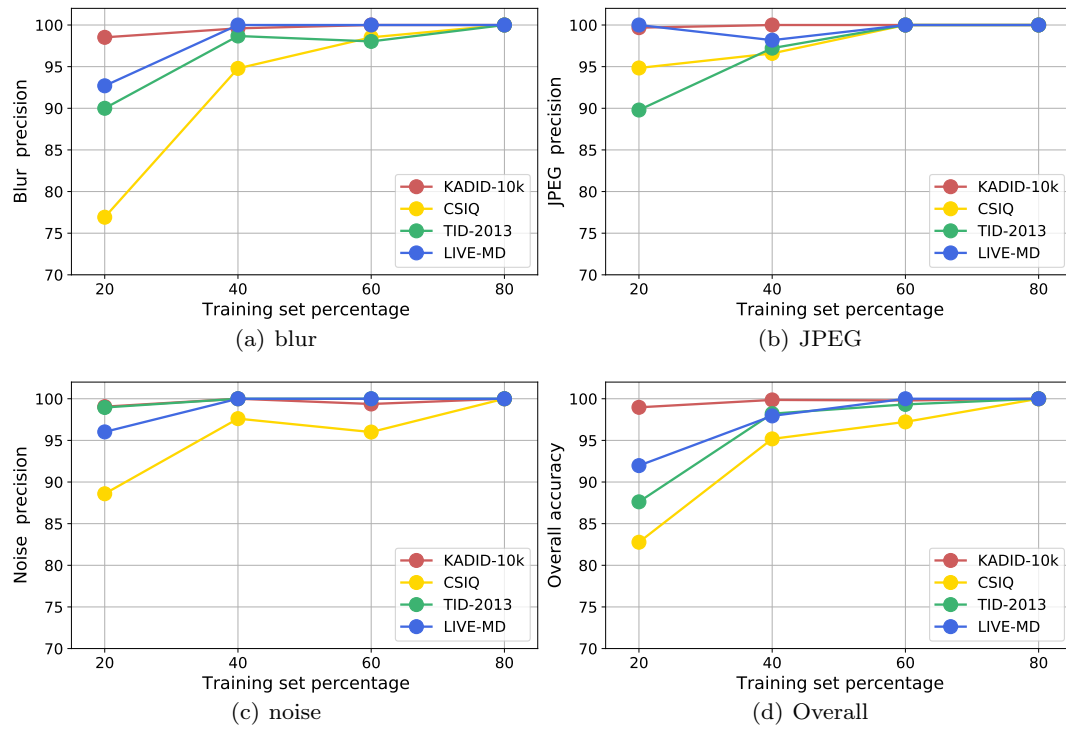 100
95
90
85
80
75
70
Blur precision
KADID-10k
CSIQ
TID-2013
LIVE-MD
20 40 60 80
Training set percentage
(a) blur
100
95
90
85
80
75
70
JPEG precision
KADID-10k
CSIQ
TID-2013
LIVE-MD
20 40 60 80
Training set percentage
(b) JPEG
100
95
90
85
80
75
70
Noise precision
KADID-10k
CSIQ
TID-2013
LIVE-MD
20 40 60 80
Training set percentage
(c) noise
100
95
90
85
80
75
70
Overall accuracy
KADID-10k
CSIQ
TID-2013
LIVE-MD
20 40 60 80
Training set percentage
(d) Overall